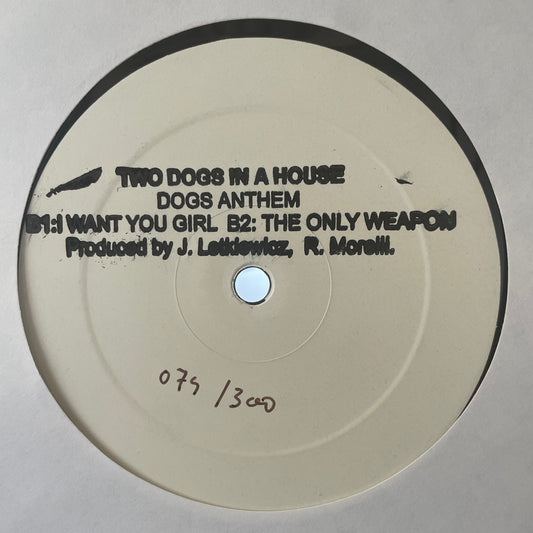 TWO DOGS IN A HOUSE
DOGS ANTHEM
B1:I WANT YOU GIRL B2: THE ONLY WEAPON
Produced by J. Letkiewicz, R. Morelli.
079 /300